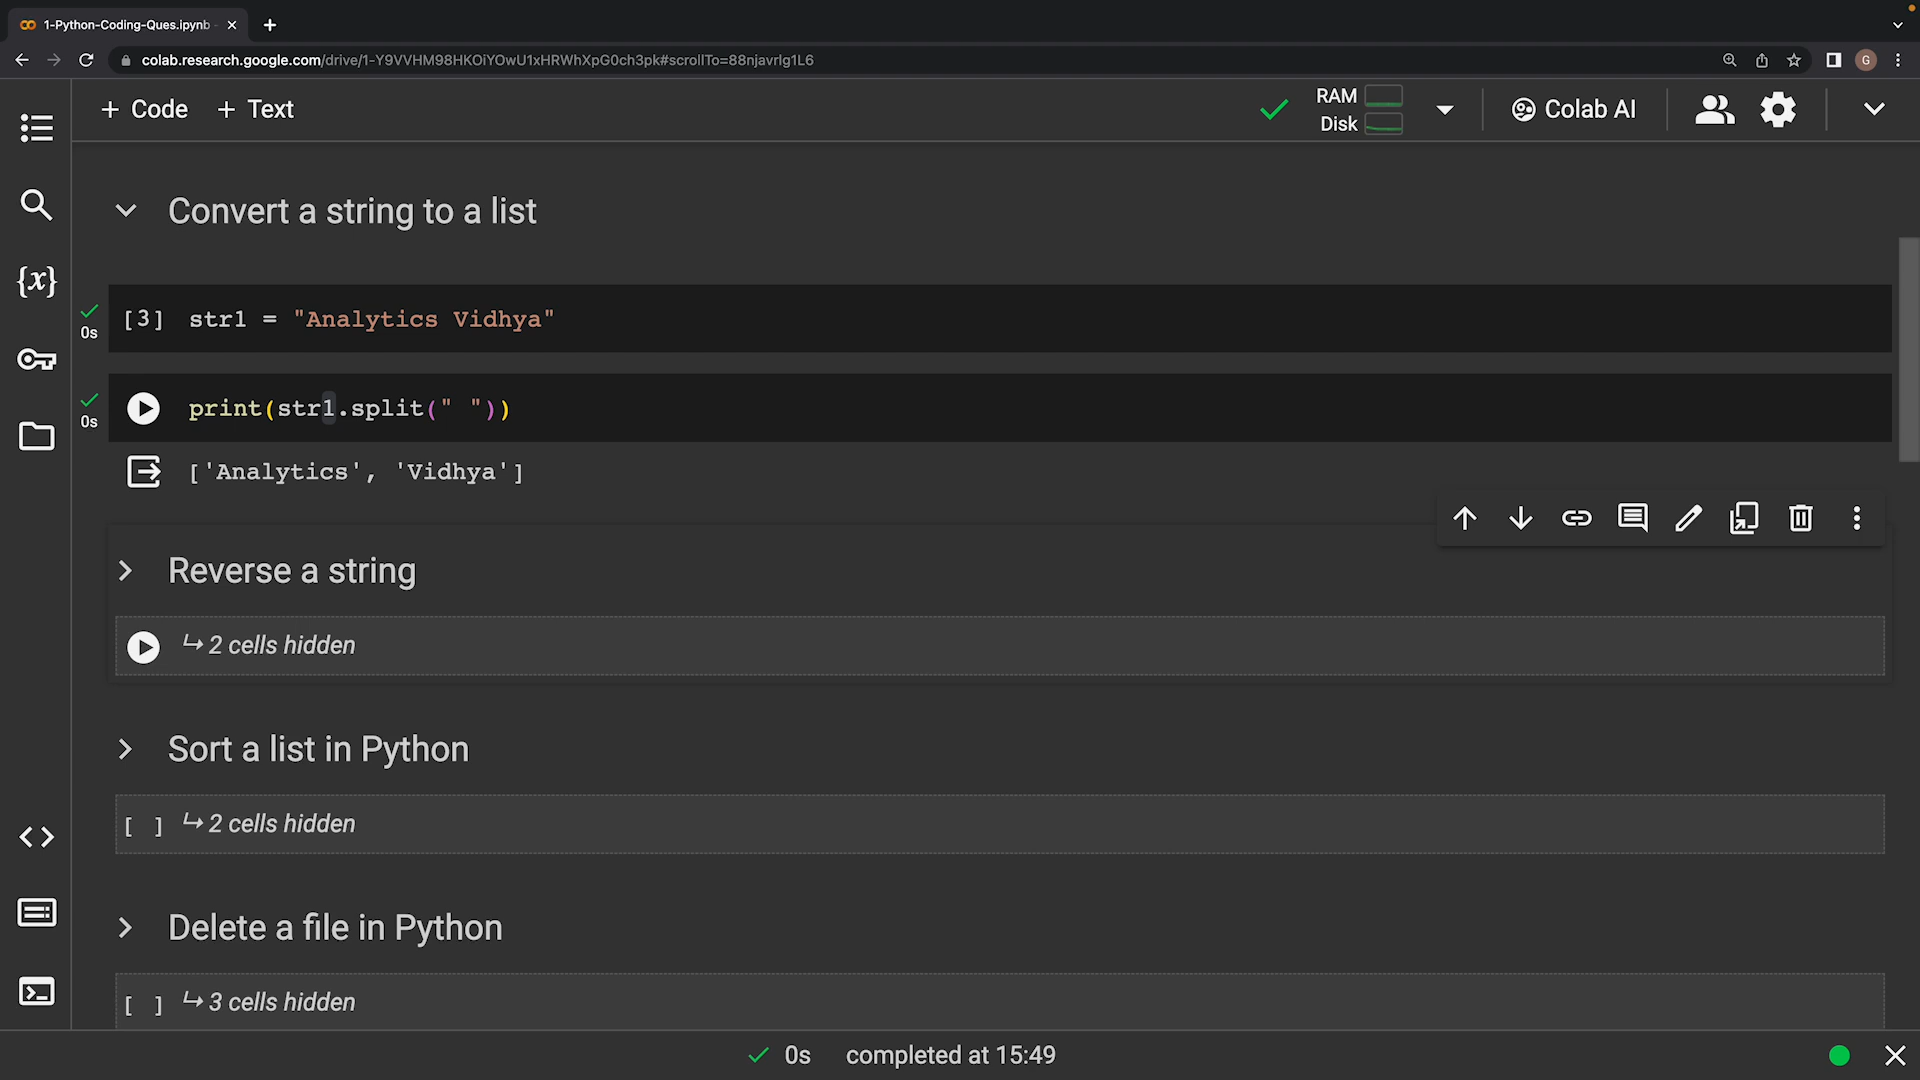 1-Python-Coding-Ques.ipynb -
colab.research.google.com/drive/1-Y9VVHM98HKOiYOwU1xHRWhXpG0ch3pk#scrollTo=88njavrlg1L6
G
+ Code + Text
RAM
Disk
Colab AI
Convert a string to a list
{x}
0s
[3] str1 = "Analytics Vidhya"
0s
print(str1.split(" "))
['Analytics', 'Vidhya']
Reverse a string
2 cells hidden
Sort a list in Python
[ ] 2 cells hidden
Delete a file in Python
[ ] 3 cells hidden
0s completed at 15:49